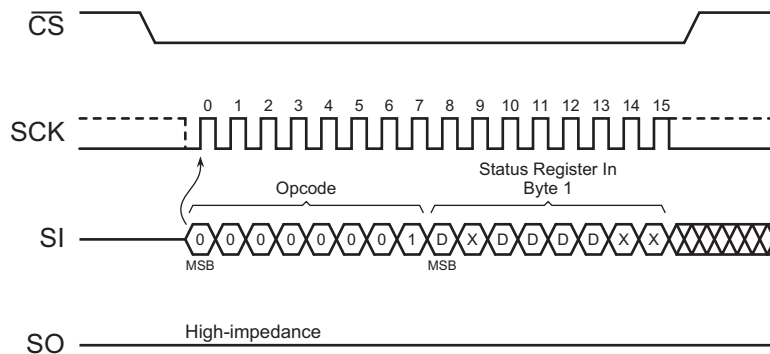 CS
0 1 2 3 4 5 6 7 8 9 10 11 12 13 14 15
SCK
Status Register In
Opcode Byte 1
SI 0 0 0 0 0 0 0 1 D X D D D D X X
MSB MSB
High-impedance
SO